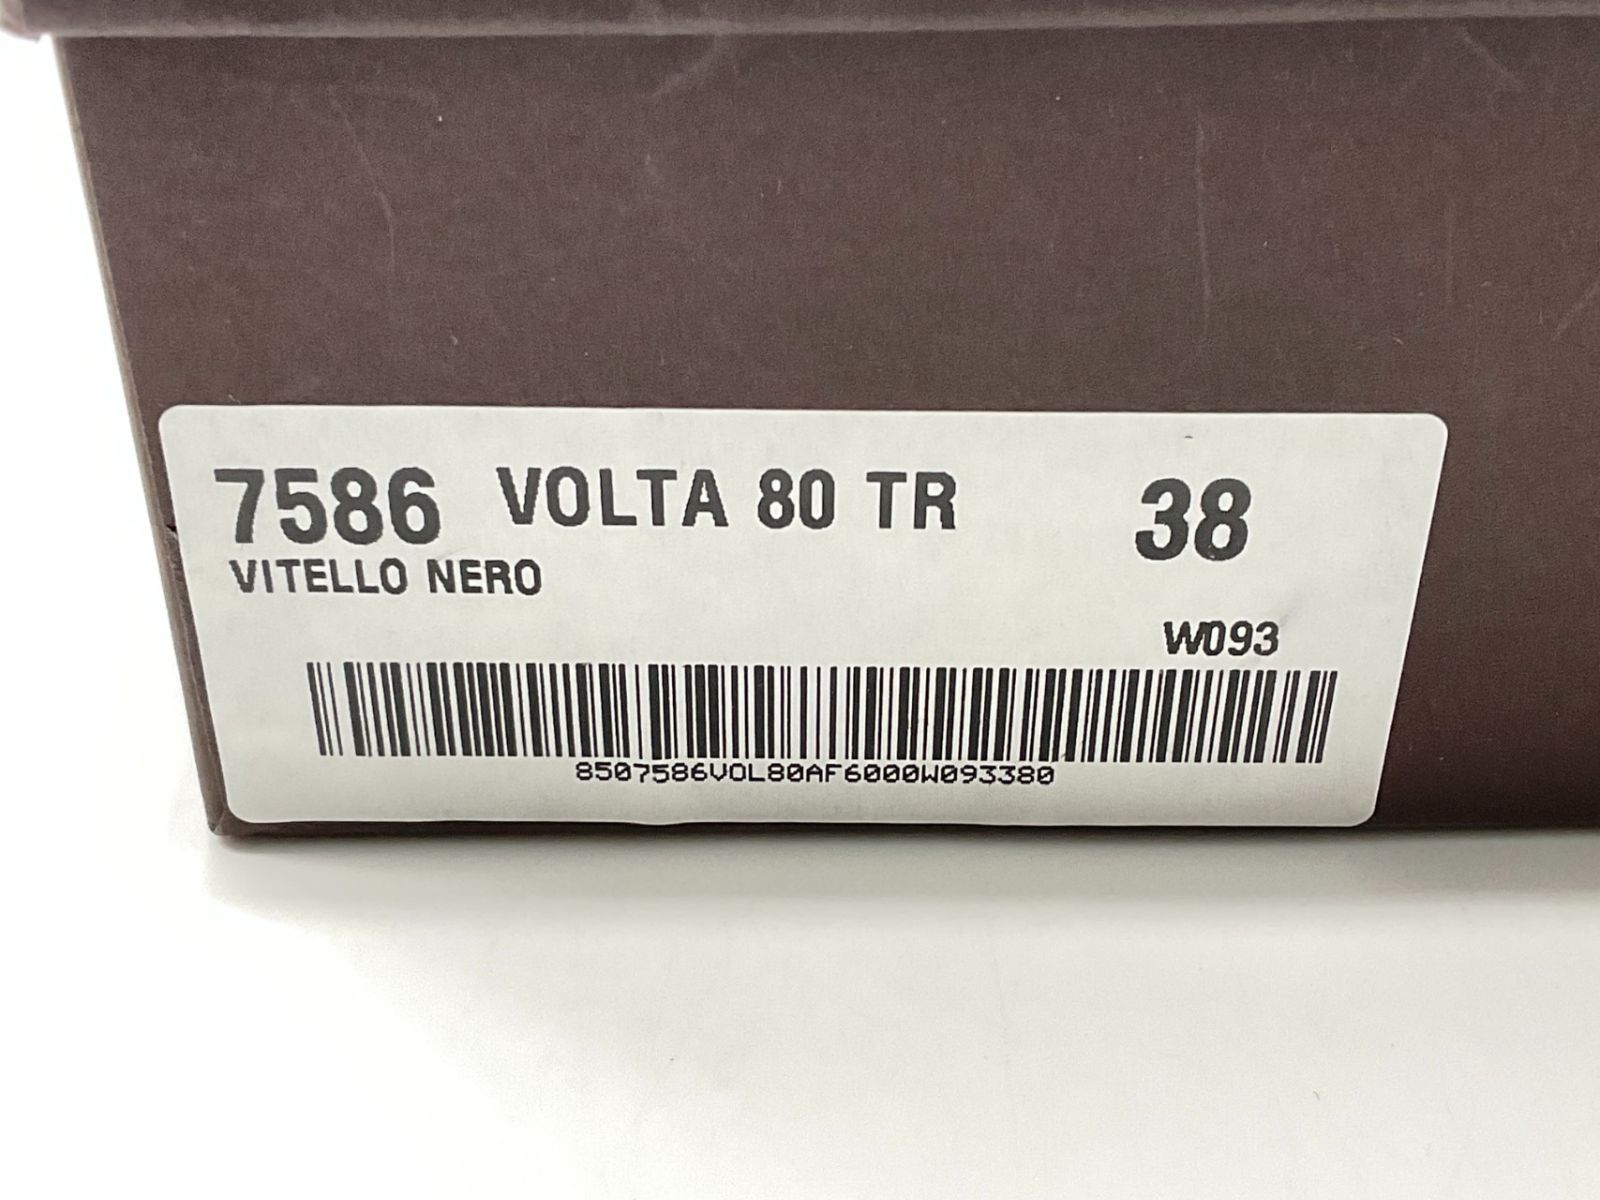 7586 VOLTA 80 TR 38
VITELLO NERO
W093
8507586VOL80AF6000W093380